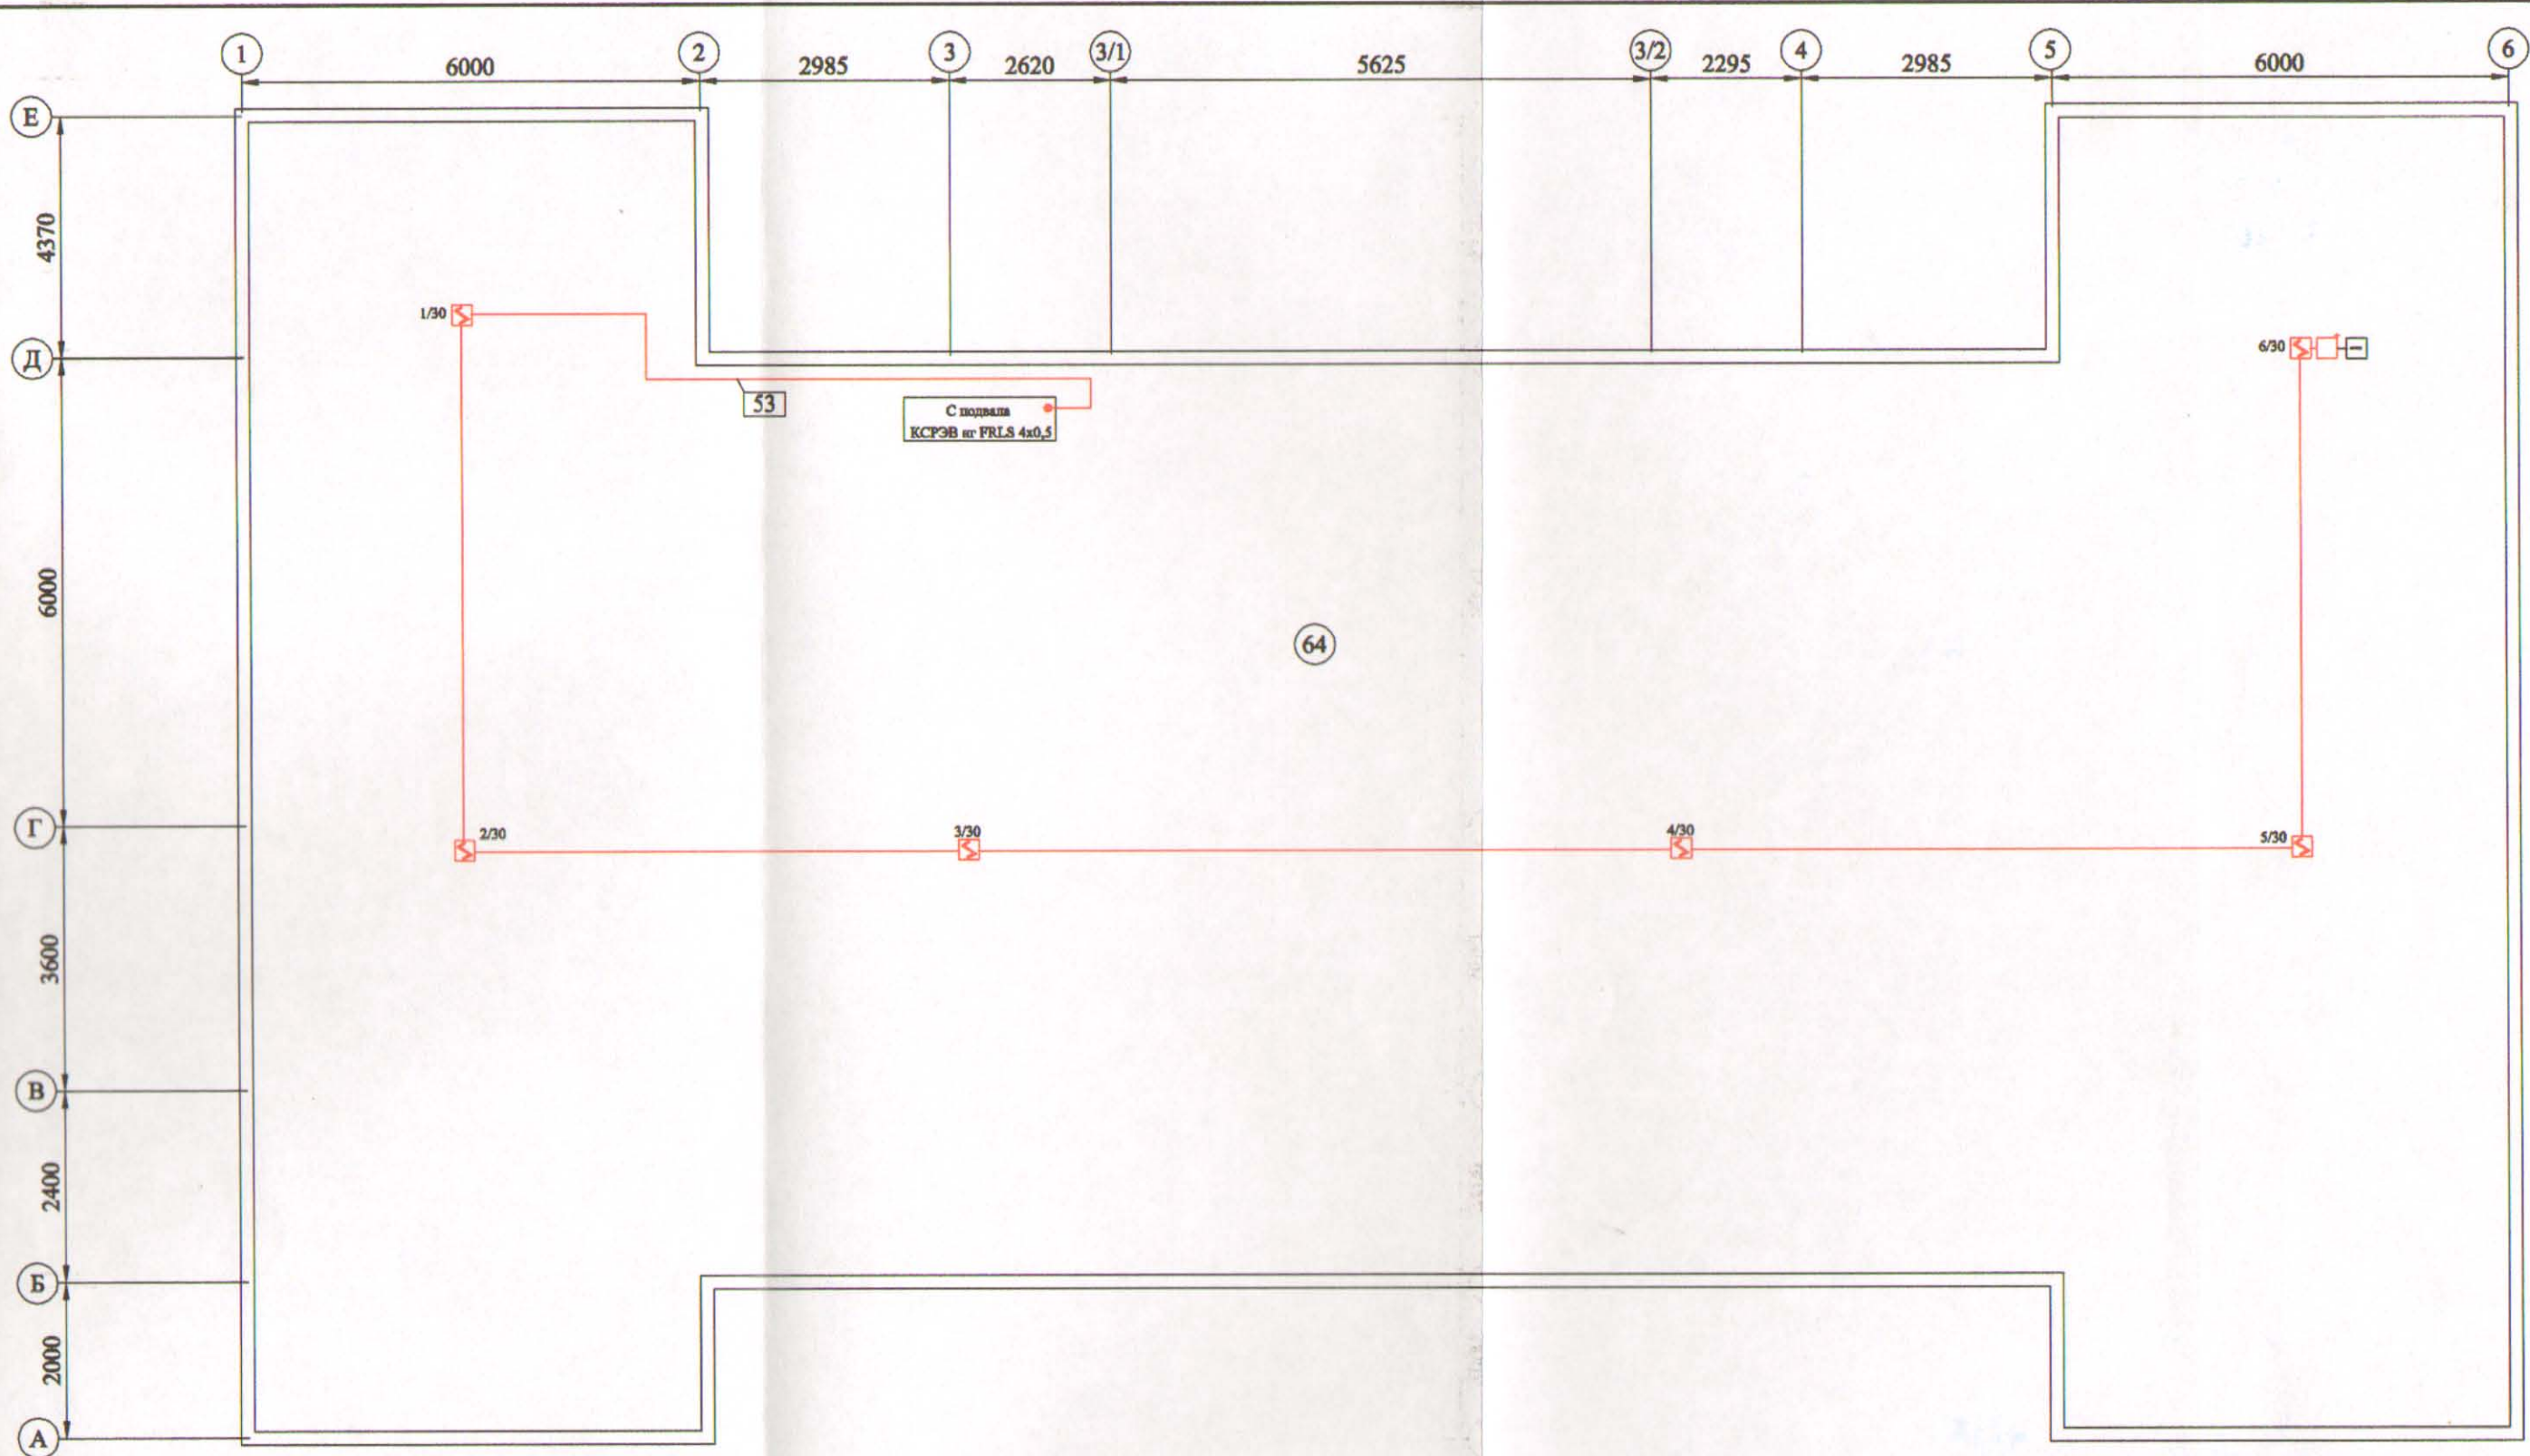 1 2 3 3/1 3/2 4 5 6
6000 2985 2620 5625 2295 2985 6000
Е
4370
1/30
Д
6/30
53
С подвала
КСРЭВ нг FRLS 4х0,5
6000
64
Г
2/30 3/30 4/30 5/30
3600
В
2400
Б
2000
А